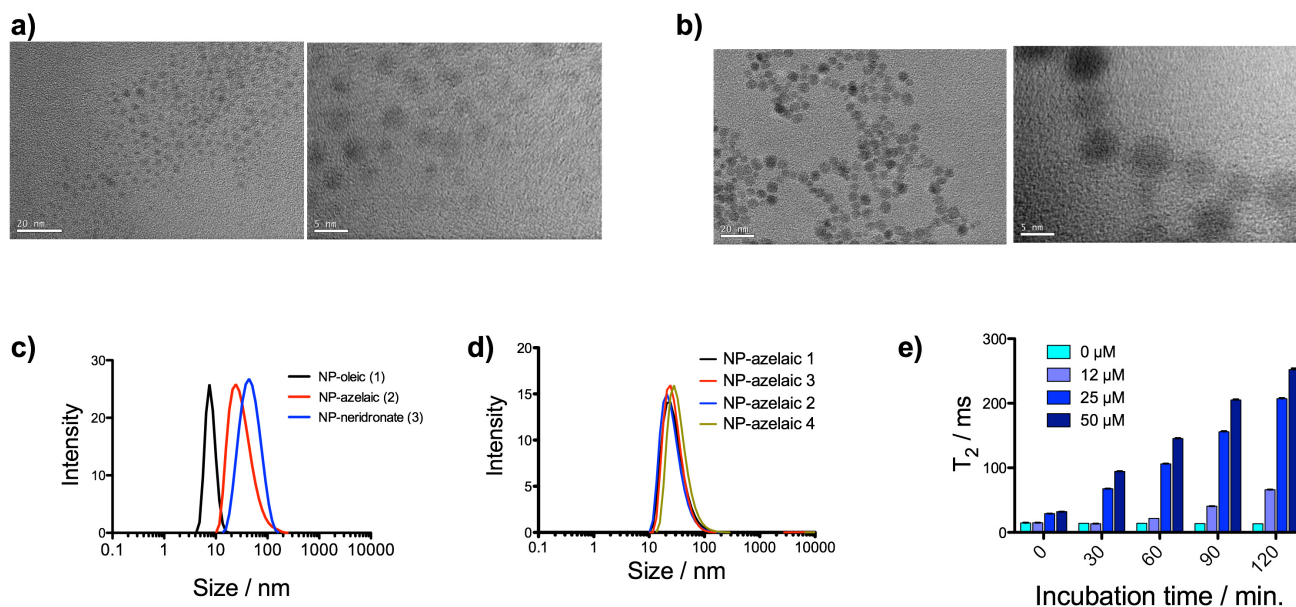 a)
b)
20 nm
5 nm
20 nm
5 nm
c)
30
20
10
0
0.1
1
10
100
1000
10000
Intensity
Size / nm
NP-oleic (1)
NP-azelaic (2)
NP-neridronate (3)
d)
20
15
10
5
0
0.1
1
10
100
1000
10000
Intensity
Size / nm
NP-azelaic 1
NP-azelaic 3
NP-azelaic 2
NP-azelaic 4
e)
300
200
100
0
T2 / ms
0 µM
12 µM
25 µM
50 µM
0
30
60
90
120
Incubation time / min.